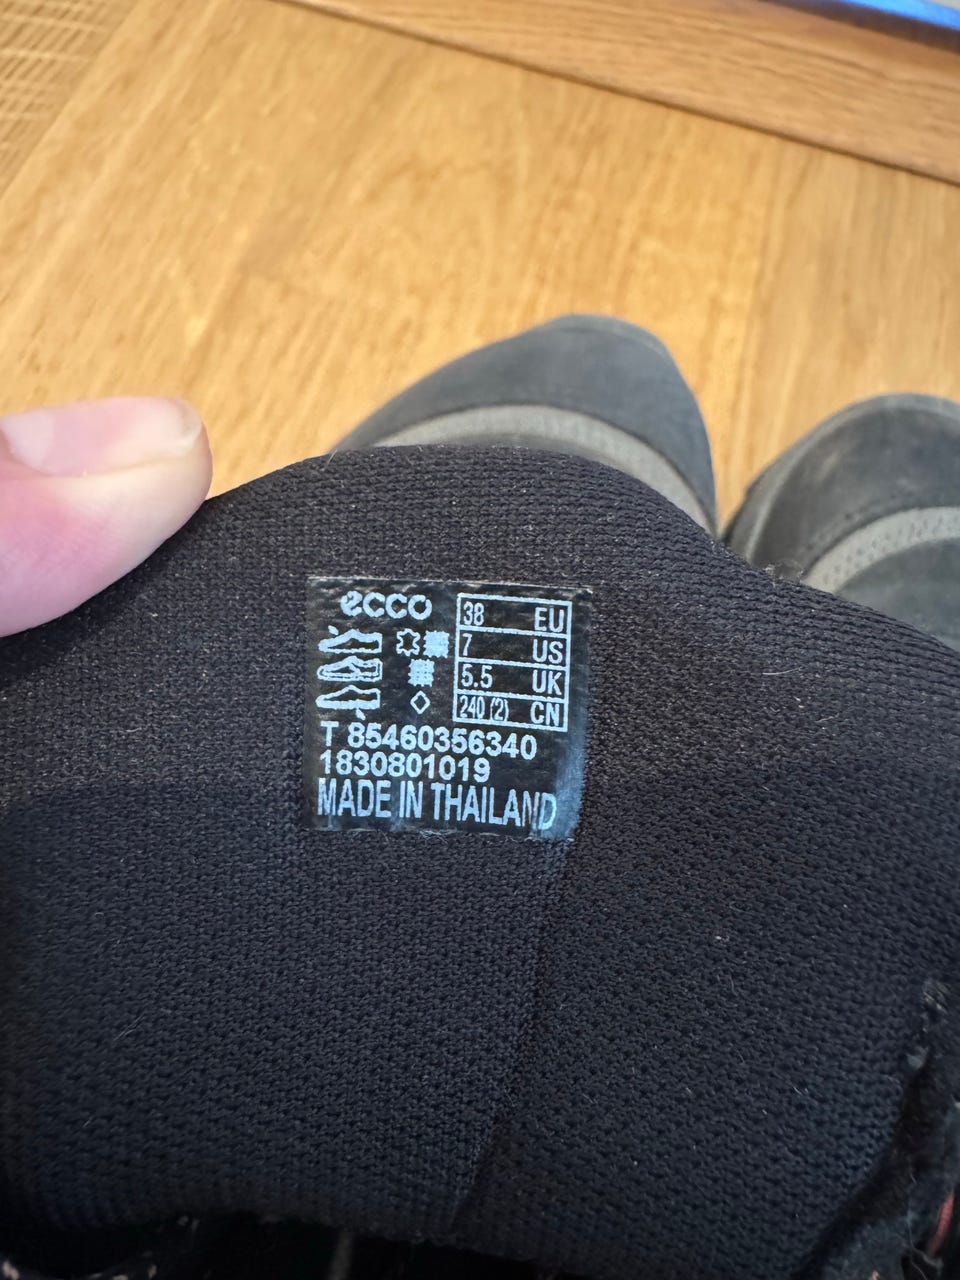 ecco
38 EU
7 US
5.5 UK
240 (2) CN
T 85460356340
1830801019
MADE IN THAILAND